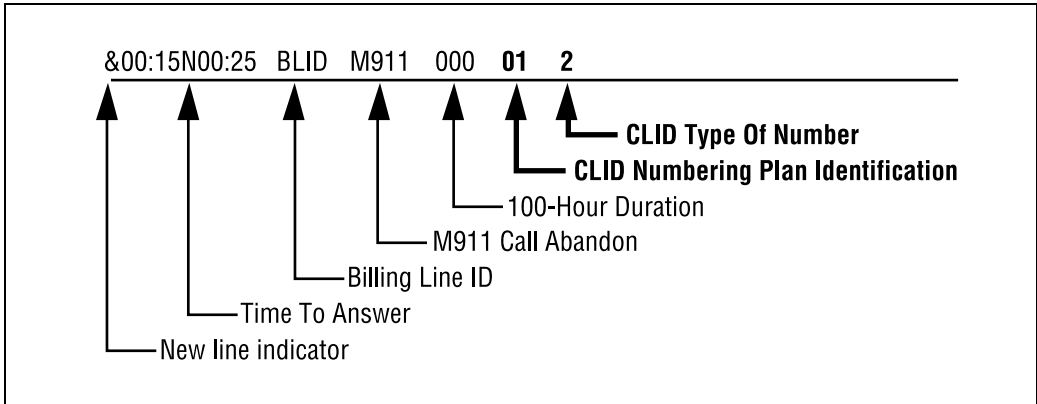 &00:15N00:25 BLID M911 000 01 2
CLID Type Of Number
CLID Numbering Plan Identification
100-Hour Duration
M911 Call Abandon
Billing Line ID
Time To Answer
New line indicator